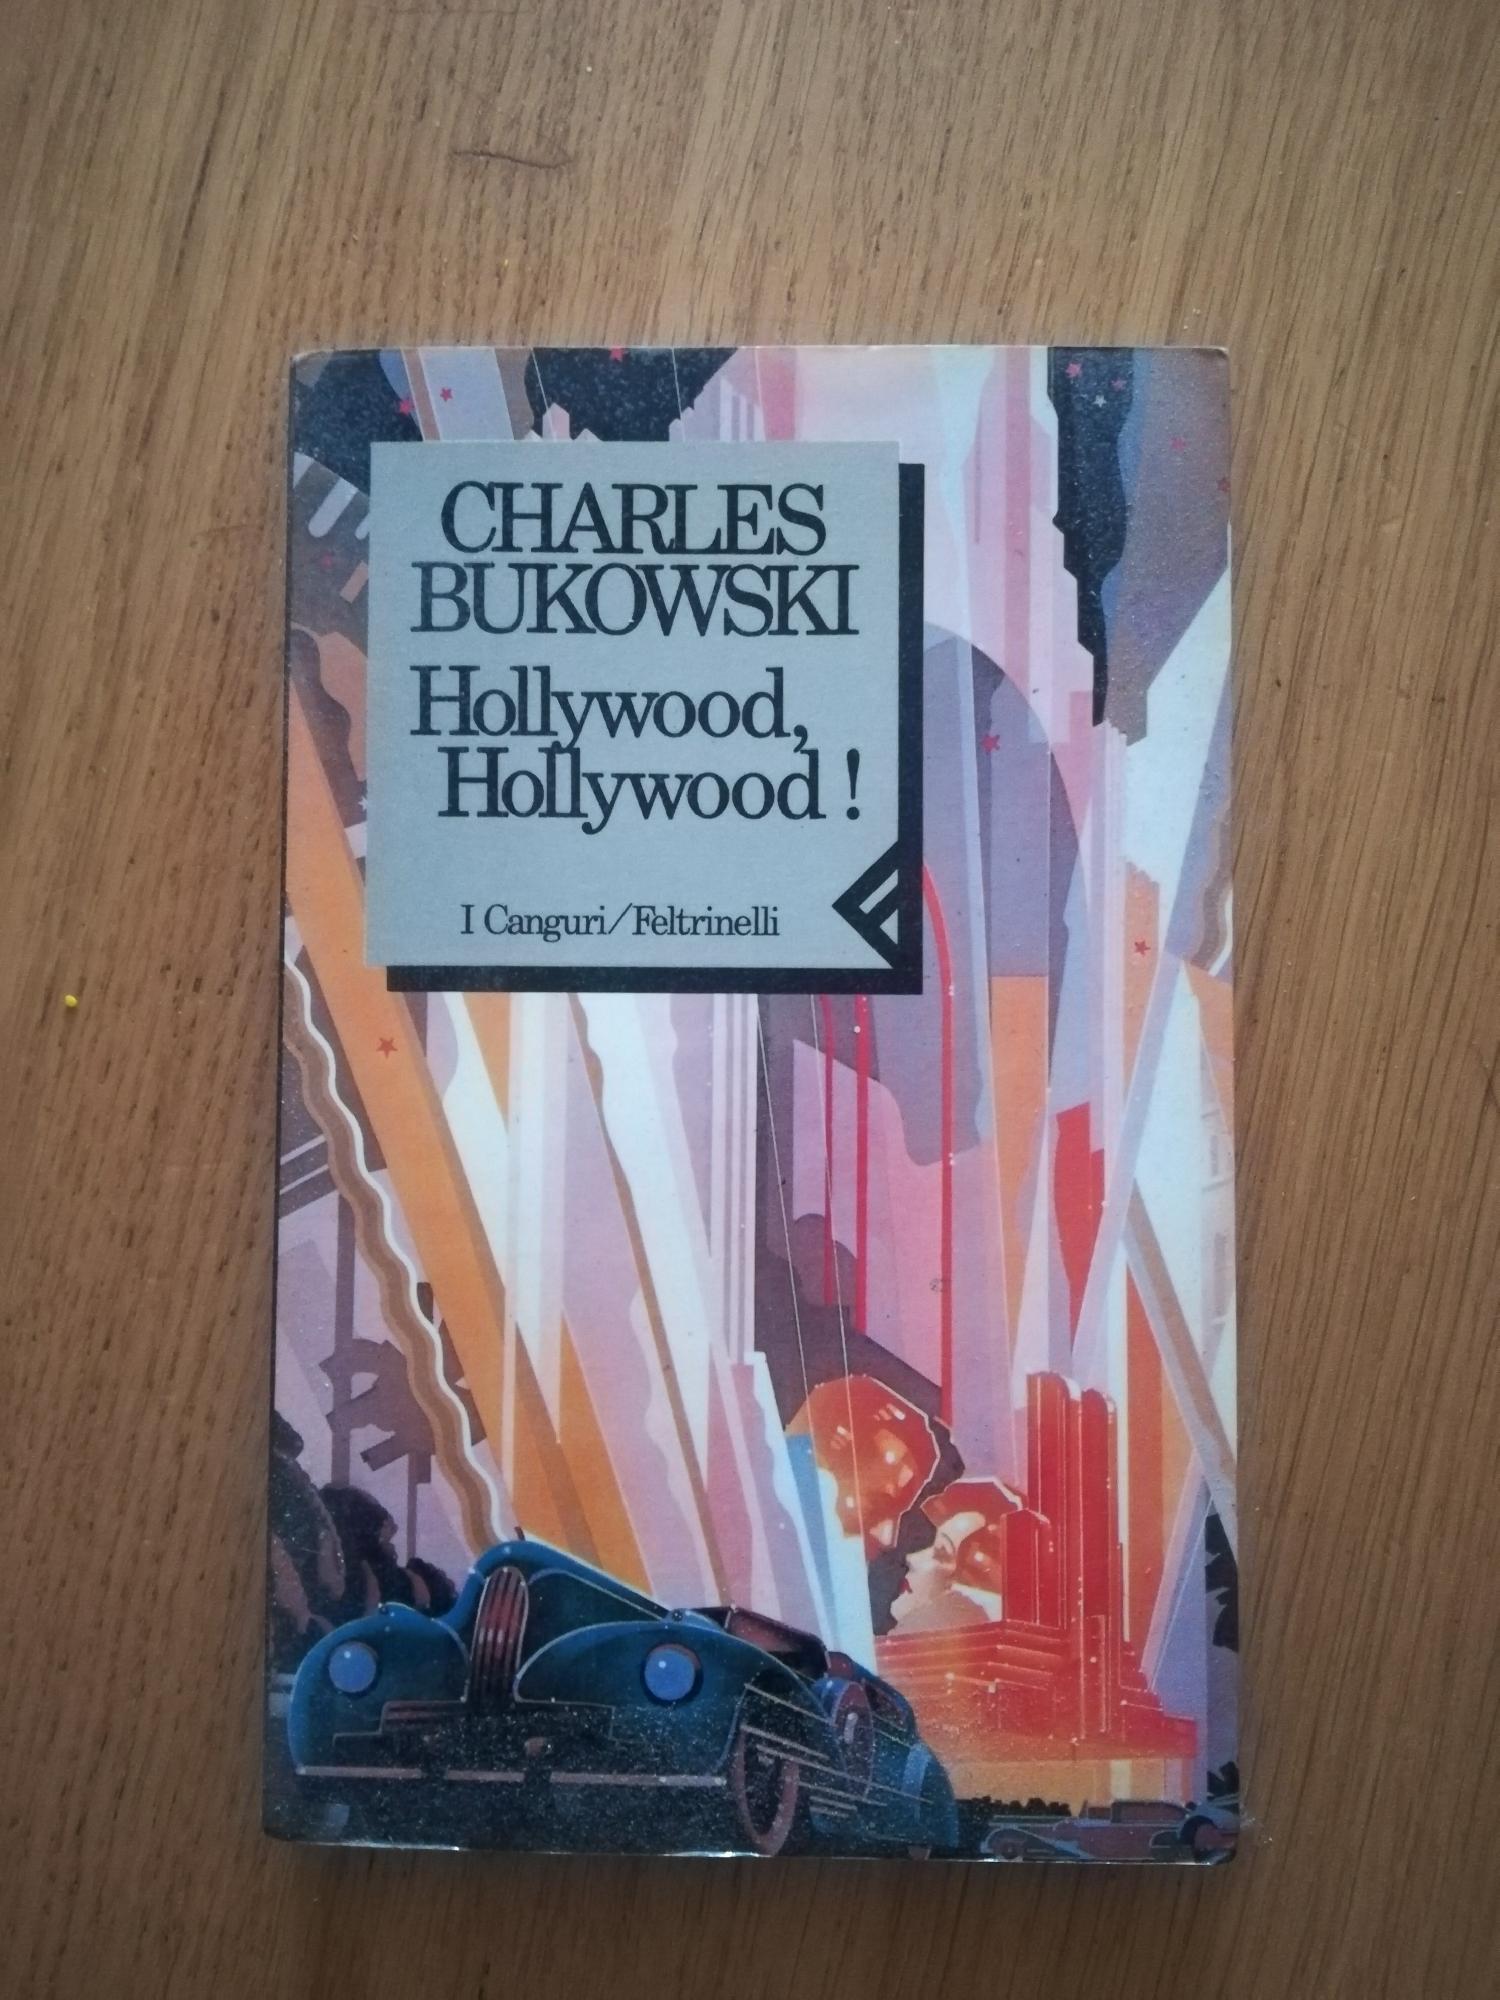 CHARLES
BUKOWSKI
Hollywood,
Hollywood !
I Canguri/Feltrinelli